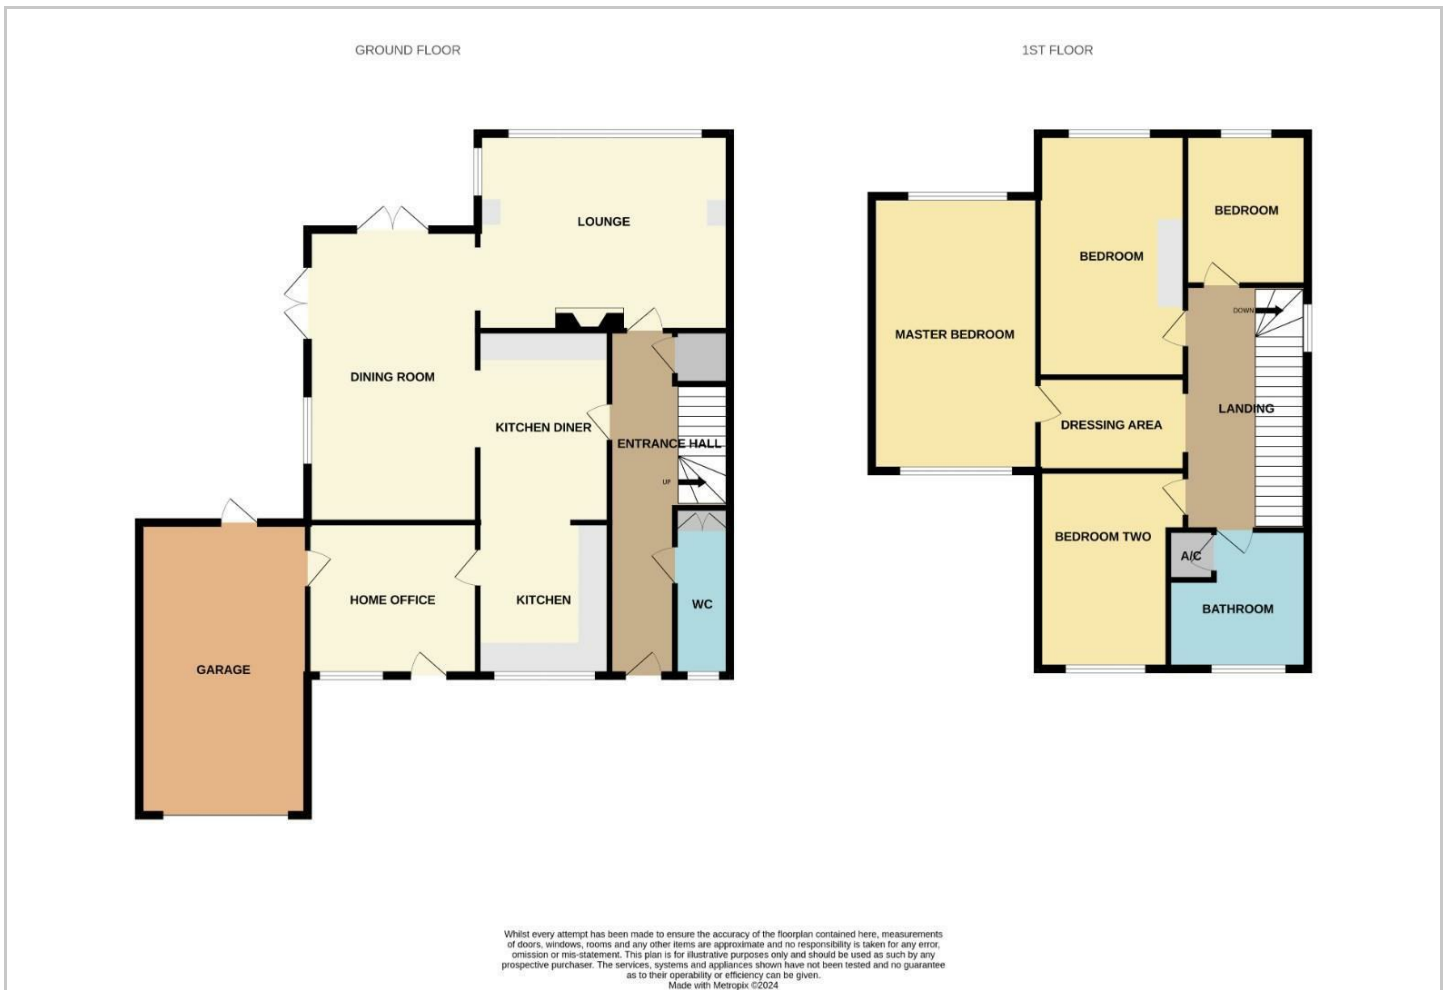 GROUND FLOOR
1ST FLOOR
LOUNGE
DINING ROOM
KITCHEN DINER
ENTRANCE HALL
UP
HOME OFFICE
KITCHEN
WC
GARAGE
BEDROOM
BEDROOM
DOWN
MASTER BEDROOM
LANDING
DRESSING AREA
BEDROOM TWO
A/C
BATHROOM
Whilst every attempt has been made to ensure the accuracy of the floorplan contained here, measurements
of doors, windows, rooms and any other items are approximate and no responsibility is taken for any error,
omission or mis-statement. This plan is for illustrative purposes only and should be used as such by any
prospective purchaser. The services, systems and appliances shown have not been tested and no guarantee
as to their operability or efficiency can be given.
Made with Metropix ©2024